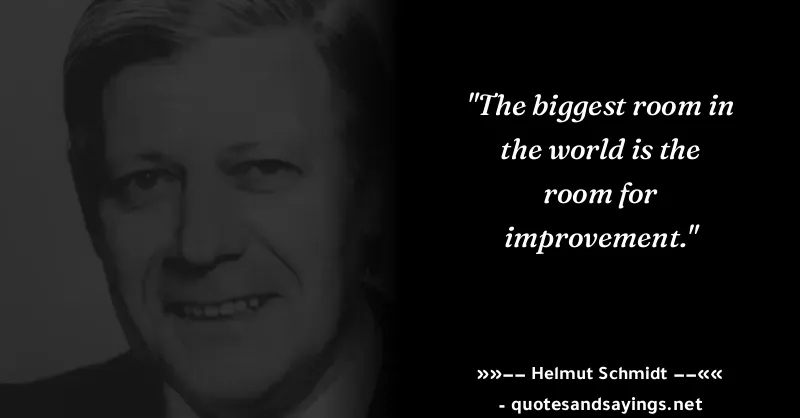 "The biggest room in
the world is the
room for
improvement."
»»–– Helmut Schmidt ––««
- quotesandsayings.net